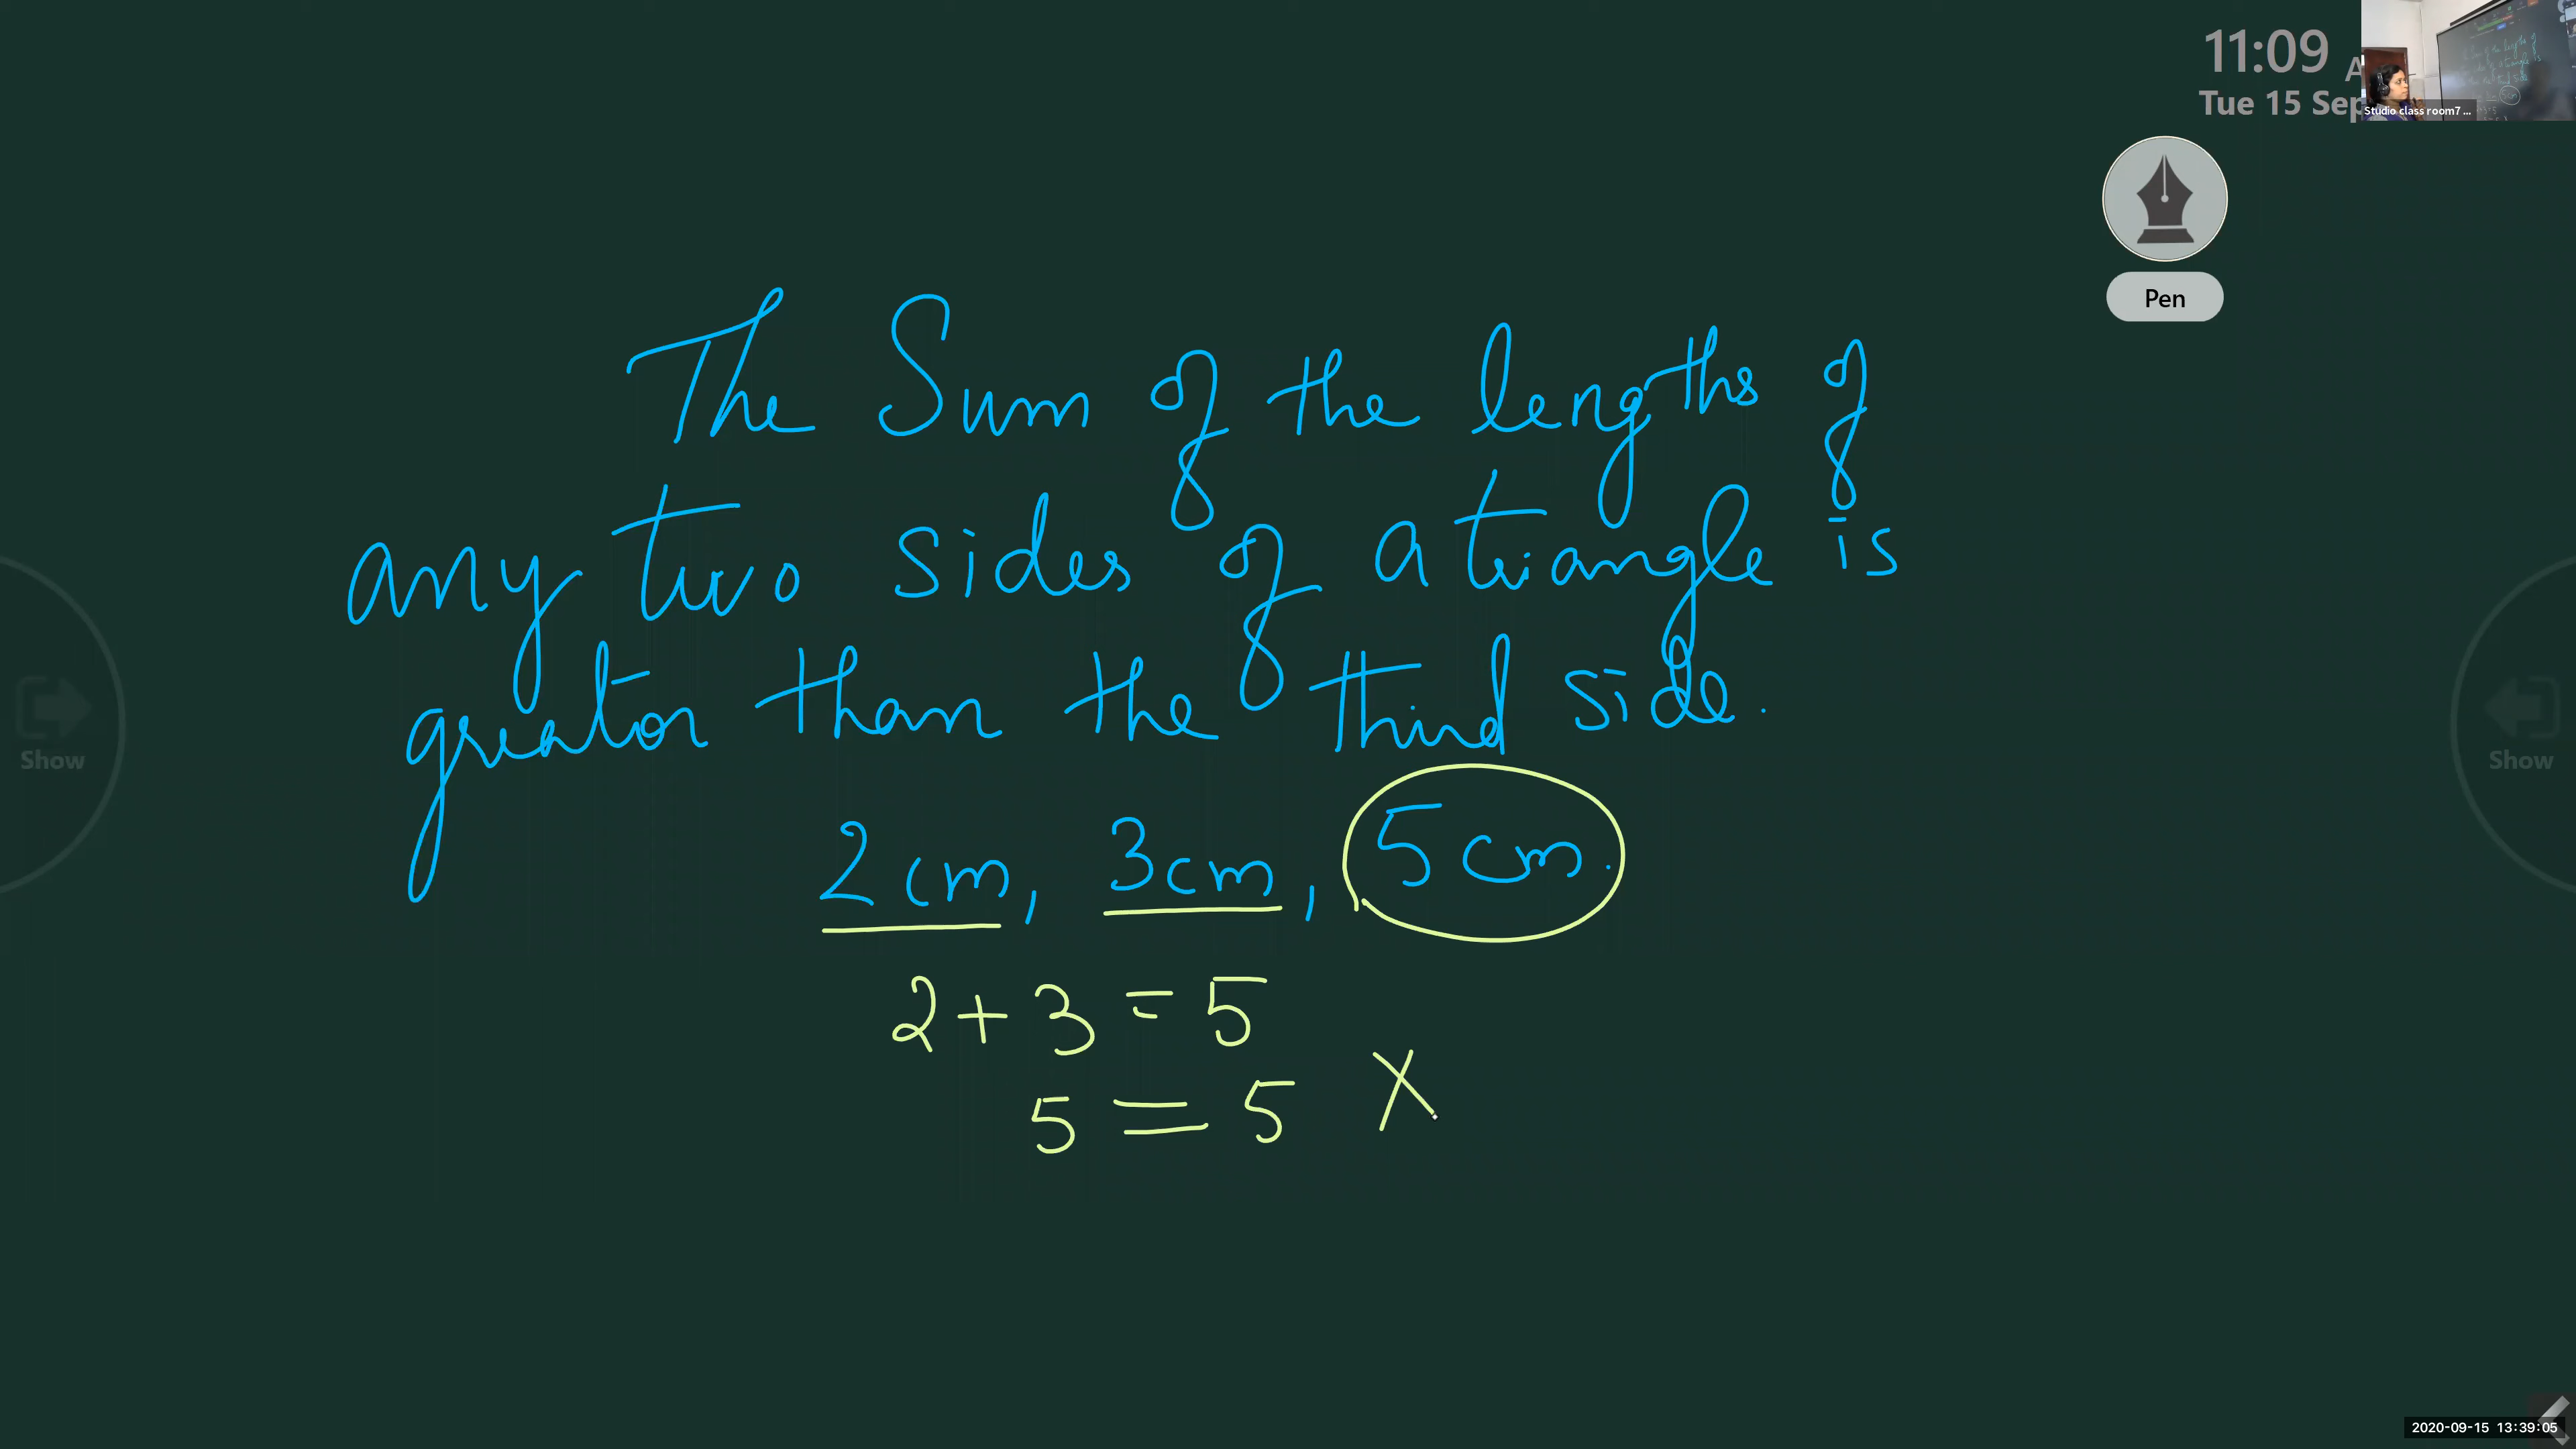 11:09
Tue 15 Sep
Studio class room7 ...
Pen
The Sum of the lengths of
any two sides of a triangle is
greater than the third side.
Show
Show
2 cm, 3cm, 5 cm.
2 + 3 = 5
5 = 5 X
2020-09-15 13:39:05